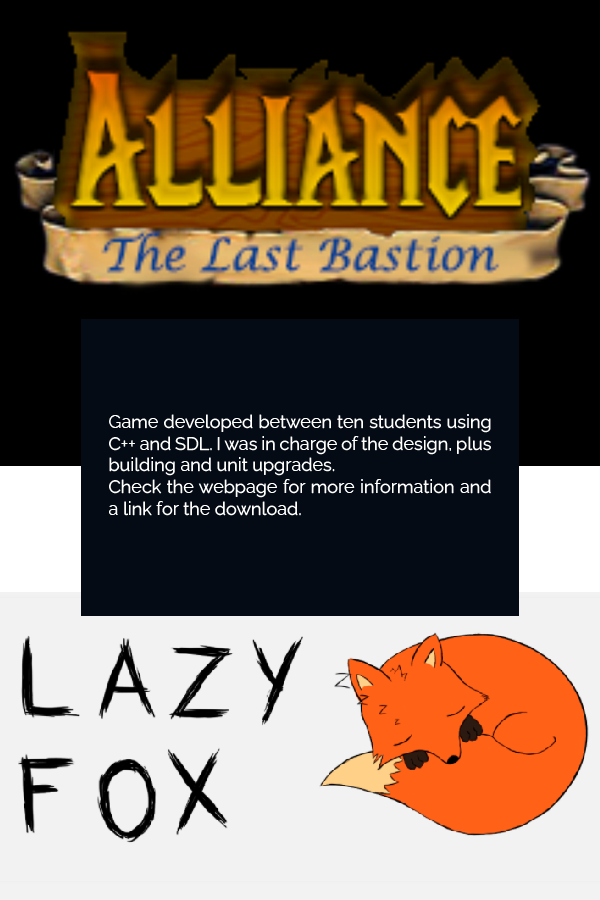 ALLIANCE
The Last Bastion
Game developed between ten students using
C++ and SDL. I was in charge of the design, plus
building and unit upgrades.
Check the webpage for more information and
a link for the download.
LAZY
FOX